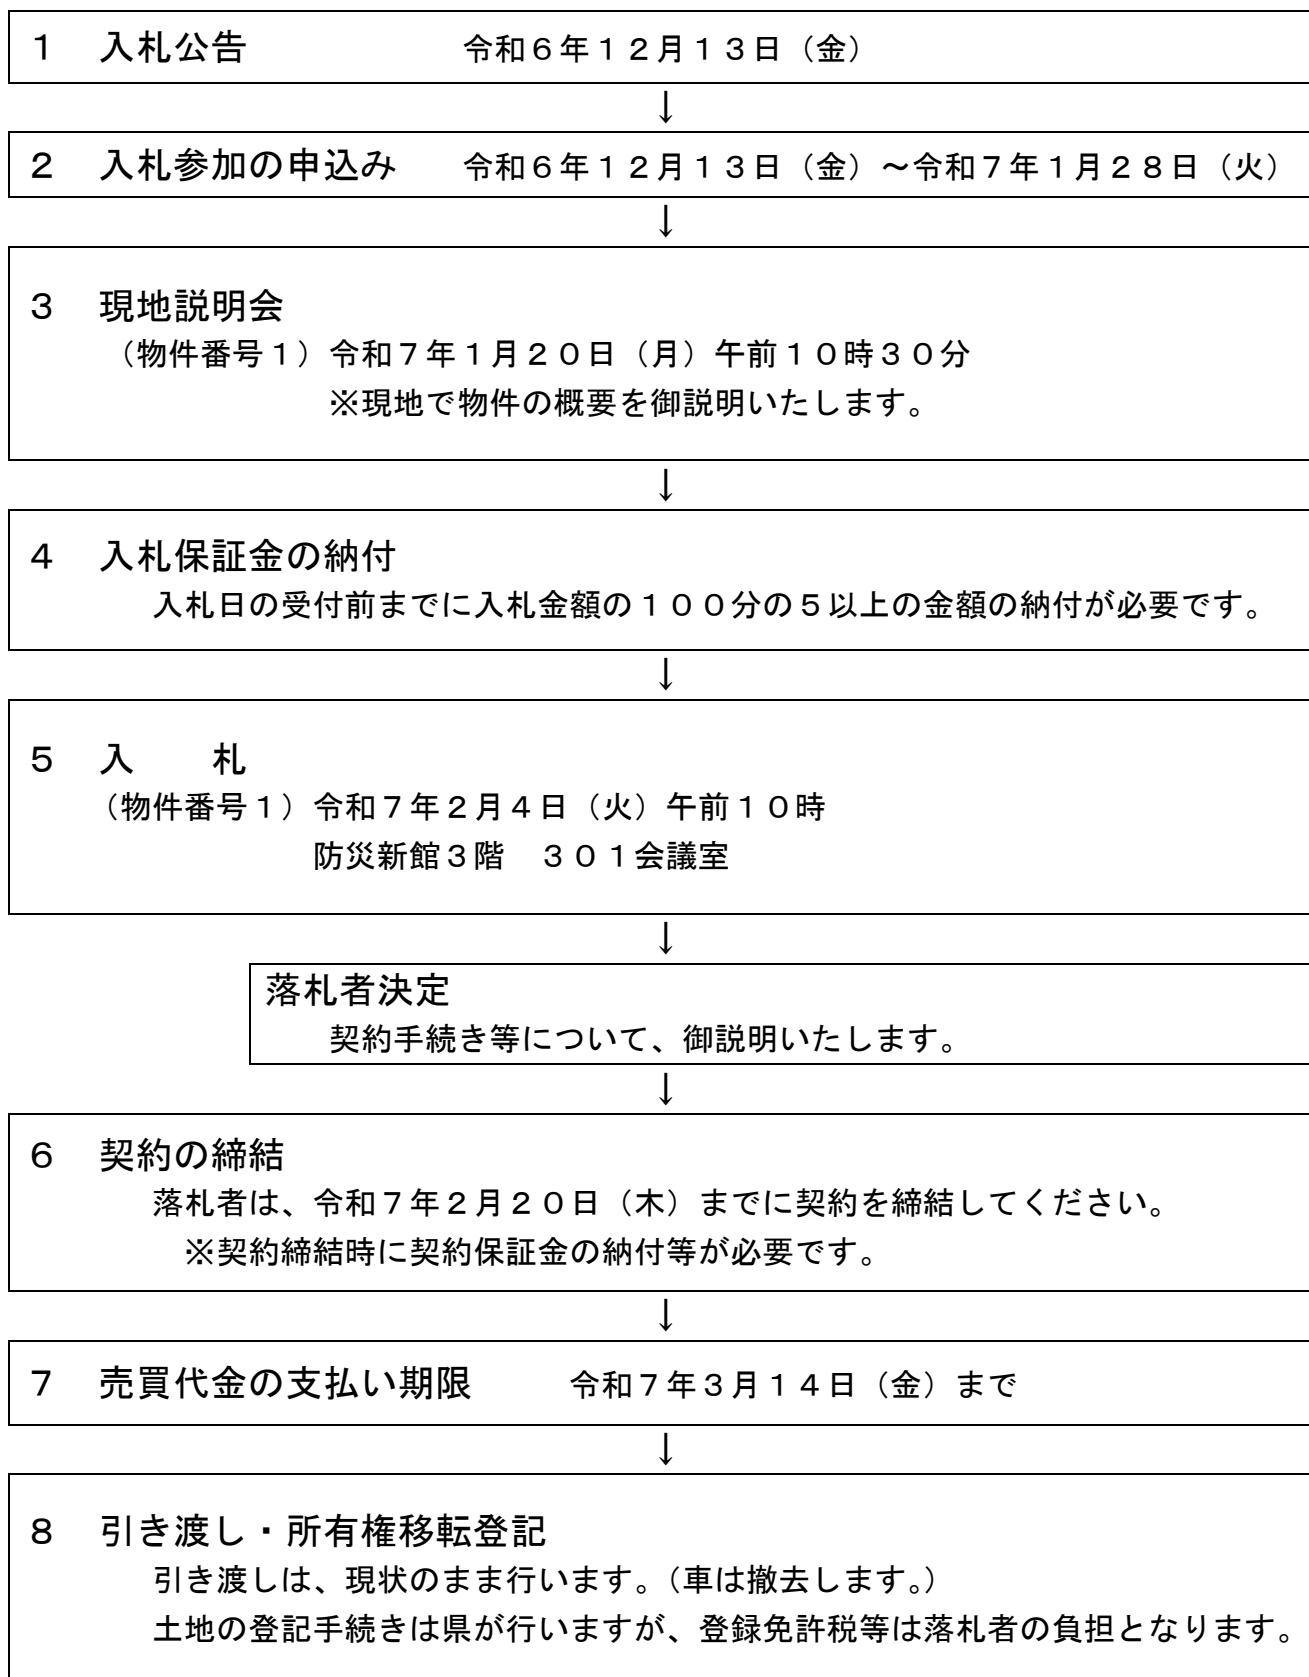 １　入札公告　　　　　　令和６年１２月１３日（金）
↓
２　入札参加の申込み　　令和６年１２月１３日（金）～令和７年１月２８日（火）
↓
３　現地説明会
（物件番号１）令和７年１月２０日（月）午前１０時３０分
※現地で物件の概要を御説明いたします。
↓
４　入札保証金の納付
入札日の受付前までに入札金額の１００分の５以上の金額の納付が必要です。
↓
５　入　　札
（物件番号１）令和７年２月４日（火）午前１０時
防災新館３階　３０１会議室
↓
落札者決定
契約手続き等について、御説明いたします。
↓
６　契約の締結
落札者は、令和７年２月２０日（木）までに契約を締結してください。
※契約締結時に契約保証金の納付等が必要です。
↓
７　売買代金の支払い期限　　　令和７年３月１４日（金）まで
↓
８　引き渡し・所有権移転登記
引き渡しは、現状のまま行います。（車は撤去します。）
土地の登記手続きは県が行いますが、登録免許税等は落札者の負担となります。